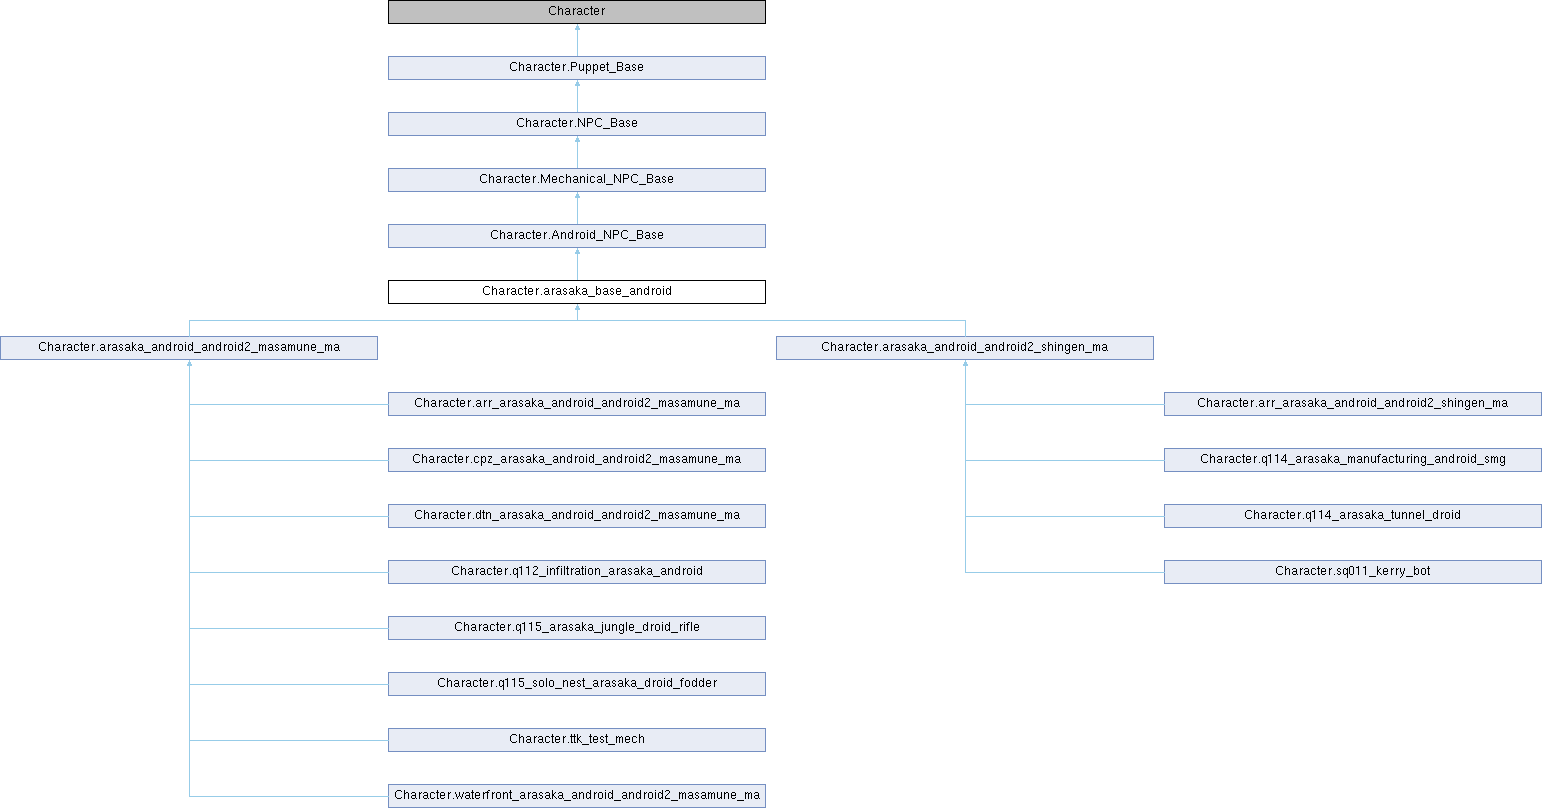 Character
Character.Puppet_Base
Character.NPC_Base
Character.Mechanical_NPC_Base
Character.Android_NPC_Base
Character.arasaka_base_android
Character.arasaka_android_android2_masamune_ma
Character.arasaka_android_android2_shingen_ma
Character.arr_arasaka_android_android2_masamune_ma
Character.arr_arasaka_android_android2_shingen_ma
Character.cpz_arasaka_android_android2_masamune_ma
Character.q114_arasaka_manufacturing_android_smg
Character.dtn_arasaka_android_android2_masamune_ma
Character.q114_arasaka_tunnel_droid
Character.q112_infiltration_arasaka_android
Character.sq011_kerry_bot
Character.q115_arasaka_jungle_droid_rifle
Character.q115_solo_nest_arasaka_droid_fodder
Character.ttk_test_mech
Character.waterfront_arasaka_android_android2_masamune_ma